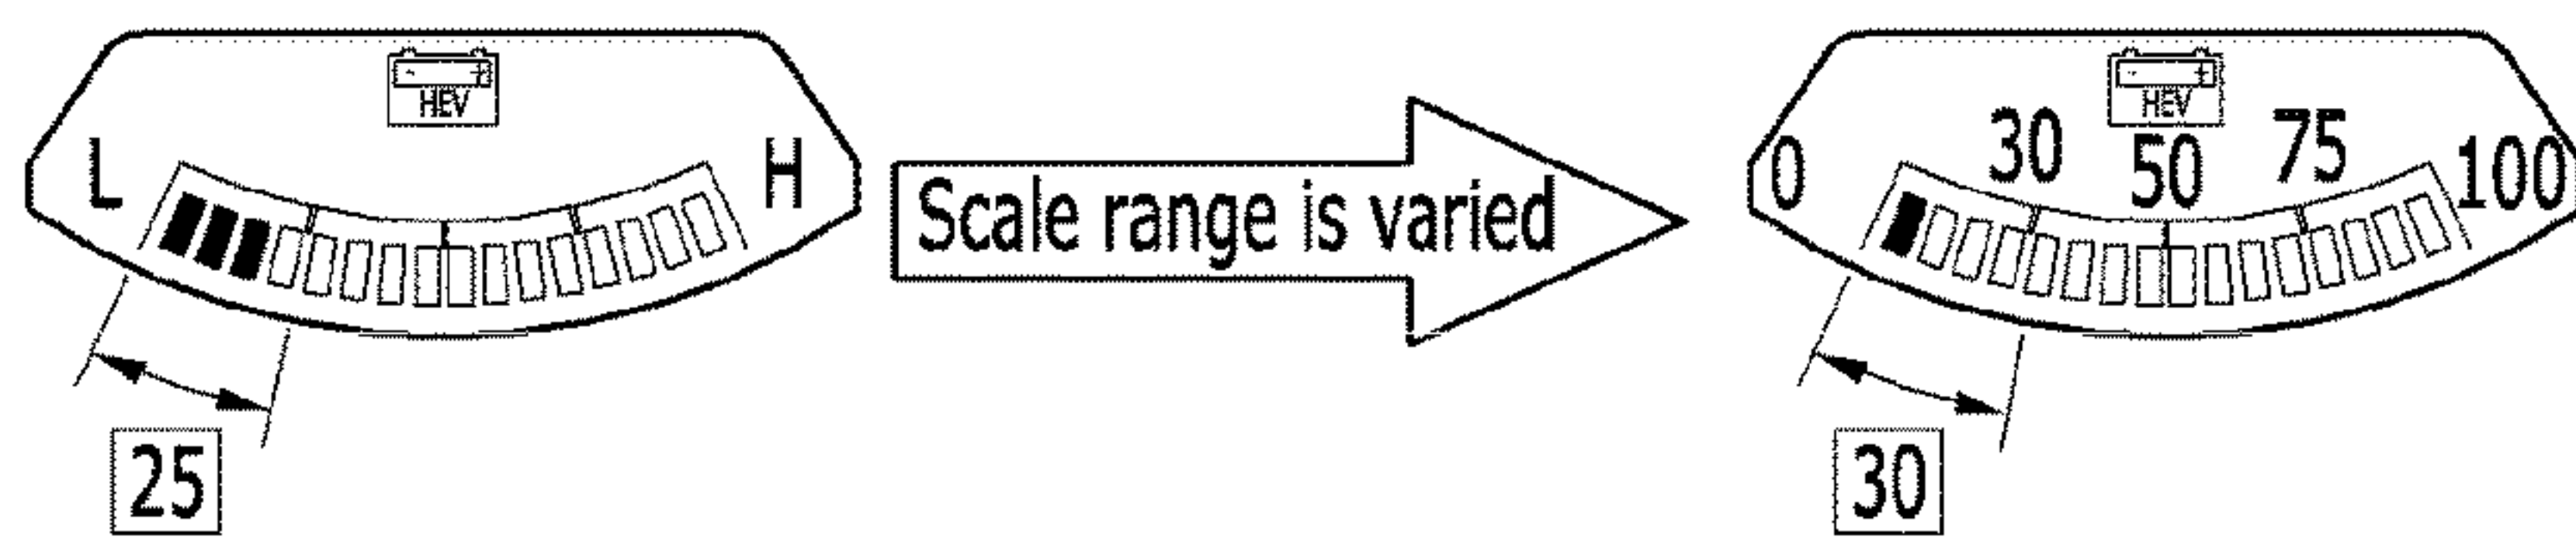 - +
HEV
L
H
25
Scale range is varied
- +
HEV
0
30
50
75
100
30